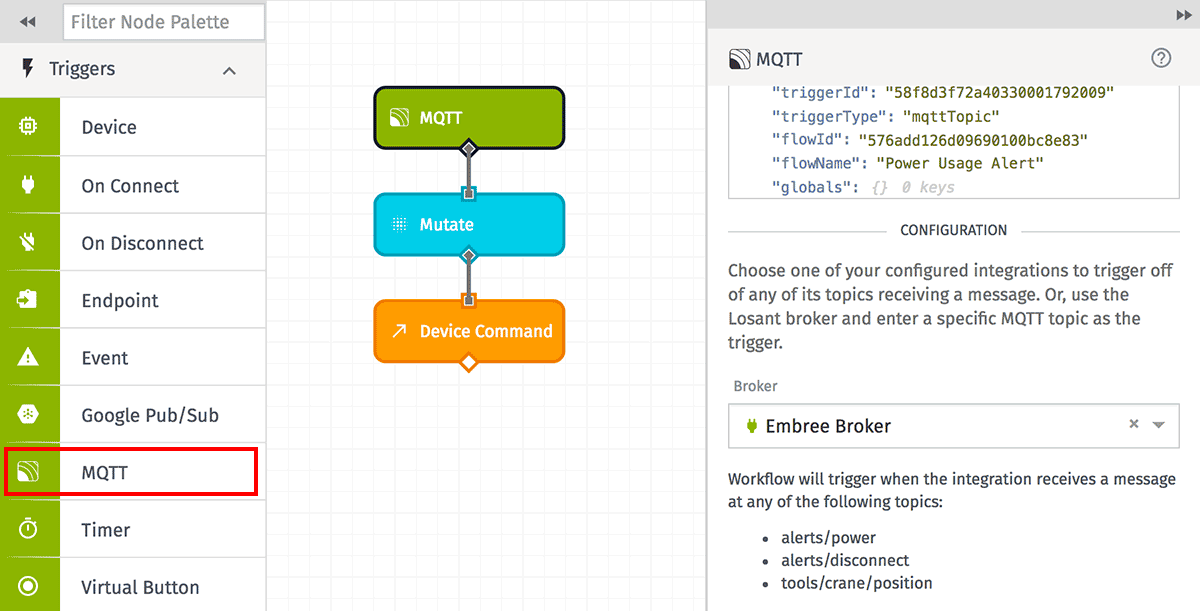 Filter Node Palette
Triggers
Device
On Connect
On Disconnect
Endpoint
Event
Google Pub/Sub
MQTT
Timer
Virtual Button
MQTT
Mutate
Device Command
MQTT
"triggerId": "58f8d3f72a40330001792009"
"triggerType": "mqttTopic"
"flowId": "576add126d09690100bc8e83"
"flowName": "Power Usage Alert"
"globals": {} 0 keys
CONFIGURATION
Choose one of your configured integrations to trigger off
of any of its topics receiving a message. Or, use the
Losant broker and enter a specific MQTT topic as the
trigger.
Broker
Embree Broker
Workflow will trigger when the integration receives a message
at any of the following topics:
• alerts/power
• alerts/disconnect
• tools/crane/position